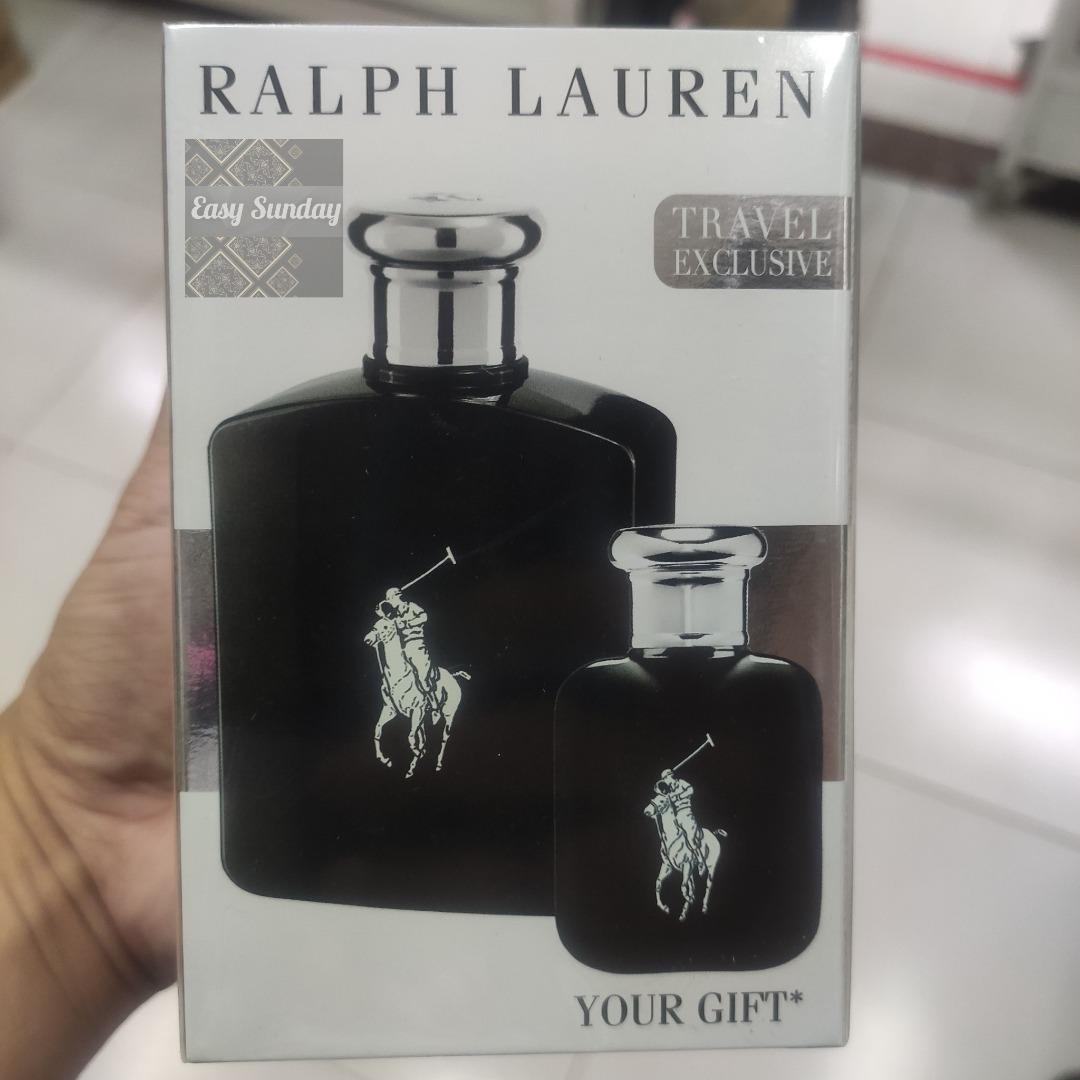 RALPH LAUREN
Easy Sunday
TRAVEL
EXCLUSIVE
YOUR GIFT*